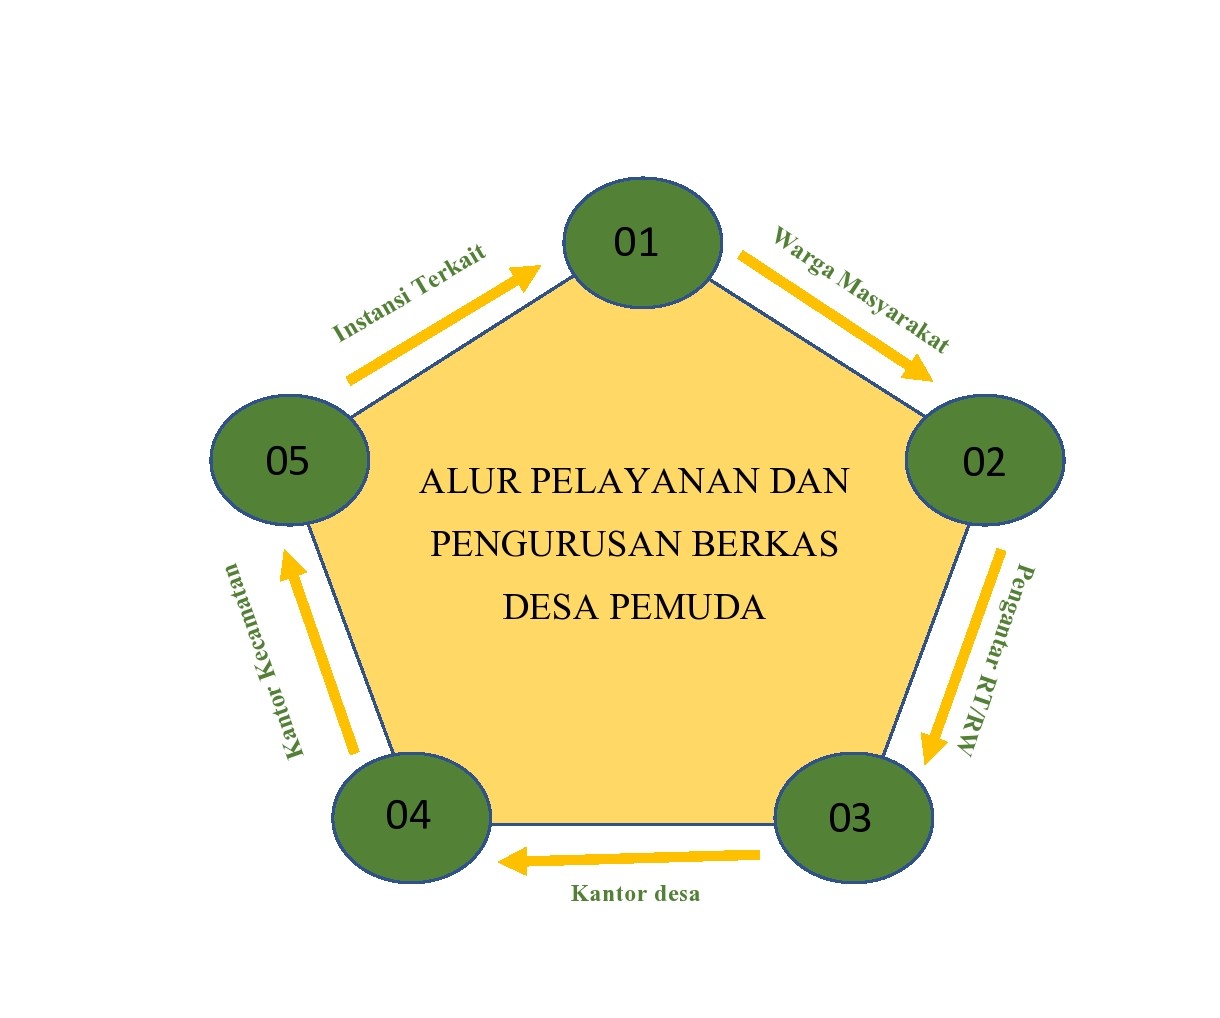 01
Warga Masyarakat
02
Pengantar RT/RW
03
Kantor desa
04
Kantor Kecamatan
05
Instansi Terkait
ALUR PELAYANAN DAN
PENGURUSAN BERKAS
DESA PEMUDA